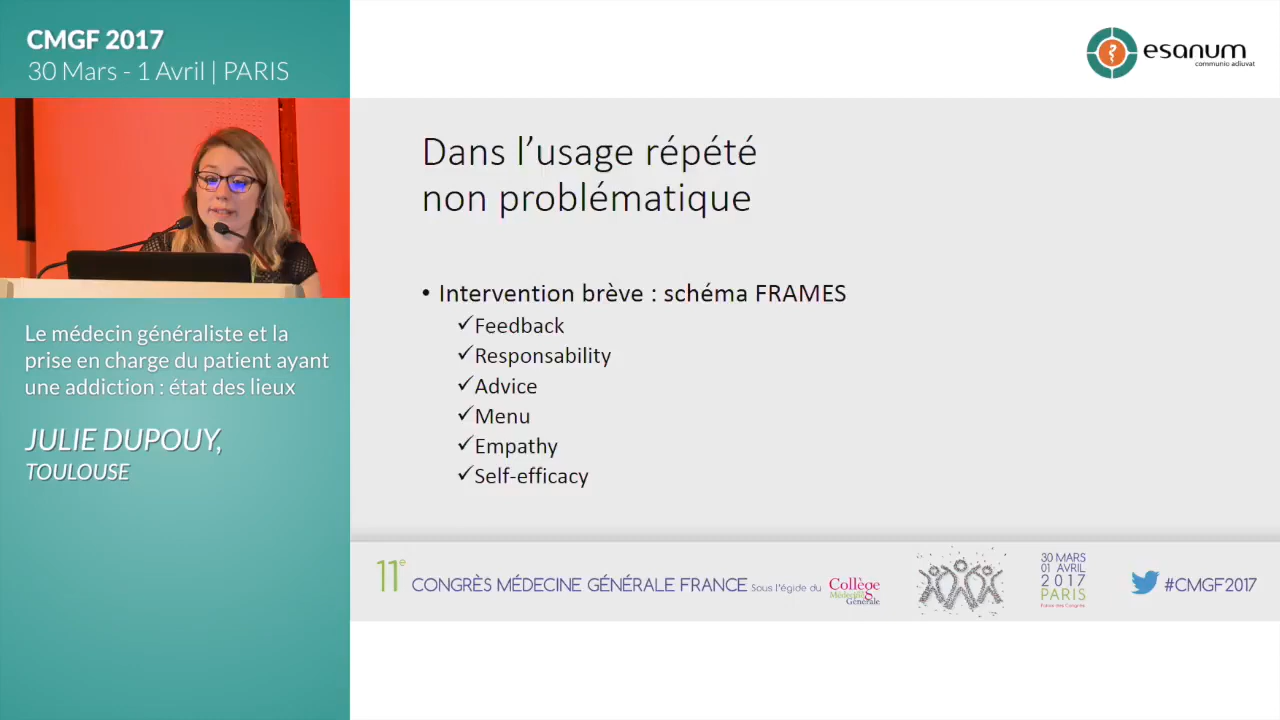 CMGF 2017
30 Mars - 1 Avril | PARIS
esanum
communio adiuvat
Dans l’usage répété
non problématique
• Intervention brève : schéma FRAMES
✓Feedback
✓Responsability
✓Advice
✓Menu
✓Empathy
✓Self-efficacy
Le médecin généraliste et la
prise en charge du patient ayant
une addiction : état des lieux
JULIE DUPOUY,
TOULOUSE
11e CONGRÈS MÉDECINE GÉNÉRALE FRANCE Sous l'égide du
Collège
Médecine
Générale
30 MARS
01 AVRIL
2017
PARIS
Palais des Congrès
#CMGF2017